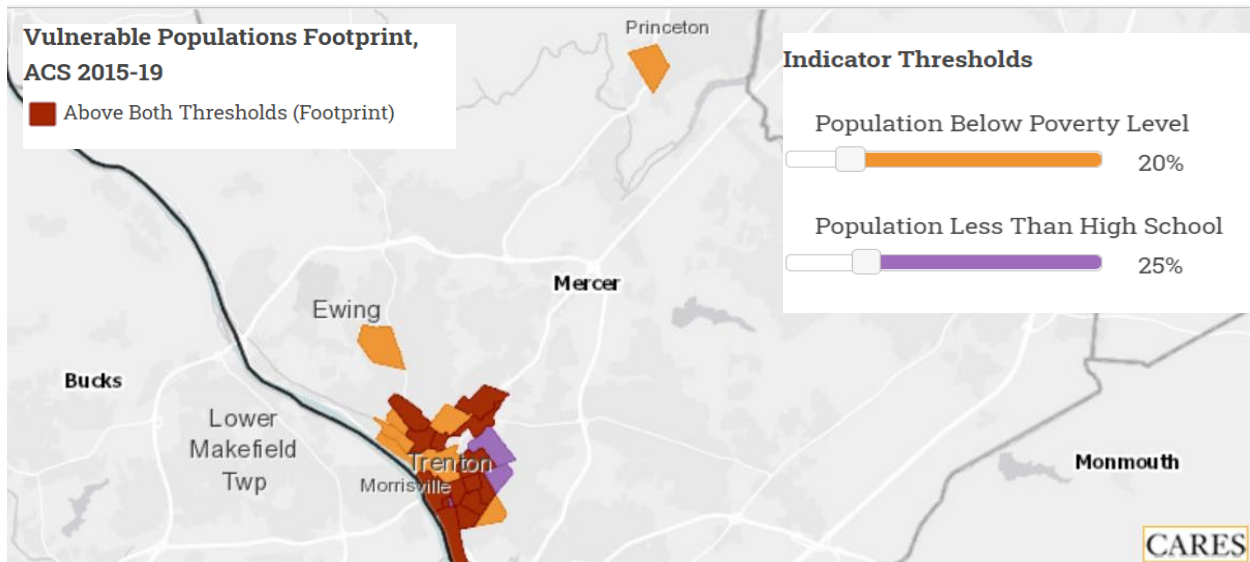 Vulnerable Populations Footprint,
ACS 2015-19
Above Both Thresholds (Footprint)
Princeton
Indicator Thresholds
Population Below Poverty Level
20%
Population Less Than High School
25%
Mercer
Ewing
Bucks
Lower
Makefield
Twp
Trenton
Morrisville
Monmouth
CARES